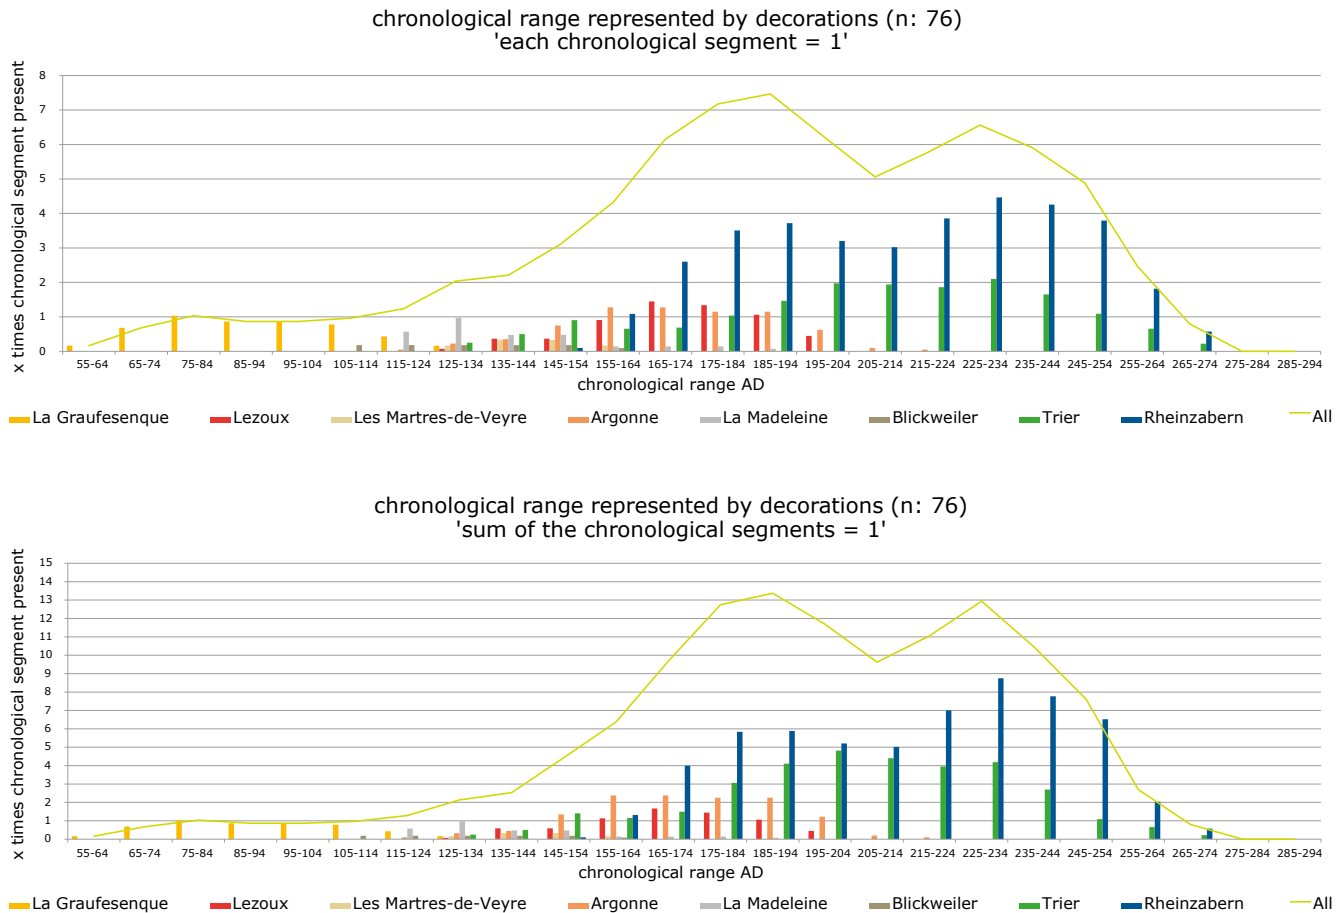 chronological range represented by decorations (n: 76)
'each chronological segment = 1'
x times chronological segment present
8
7
6
5
4
3
2
1
0
55-64 65-74 75-84 85-94 95-104 105-114 115-124 125-134 135-144 145-154 155-164 165-174 175-184 185-194 195-204 205-214 215-224 225-234 235-244 245-254 255-264 265-274 275-284 285-294
chronological range AD
La Graufesenque Lezoux Les Martres-de-Veyre Argonne La Madeleine Blickweiler Trier Rheinzabern All
chronological range represented by decorations (n: 76)
'sum of the chronological segments = 1'
x times chronological segment present
15
14
13
12
11
10
9
8
7
6
5
4
3
2
1
0
55-64 65-74 75-84 85-94 95-104 105-114 115-124 125-134 135-144 145-154 155-164 165-174 175-184 185-194 195-204 205-214 215-224 225-234 235-244 245-254 255-264 265-274 275-284 285-294
chronological range AD
La Graufesenque Lezoux Les Martres-de-Veyre Argonne La Madeleine Blickweiler Trier Rheinzabern All